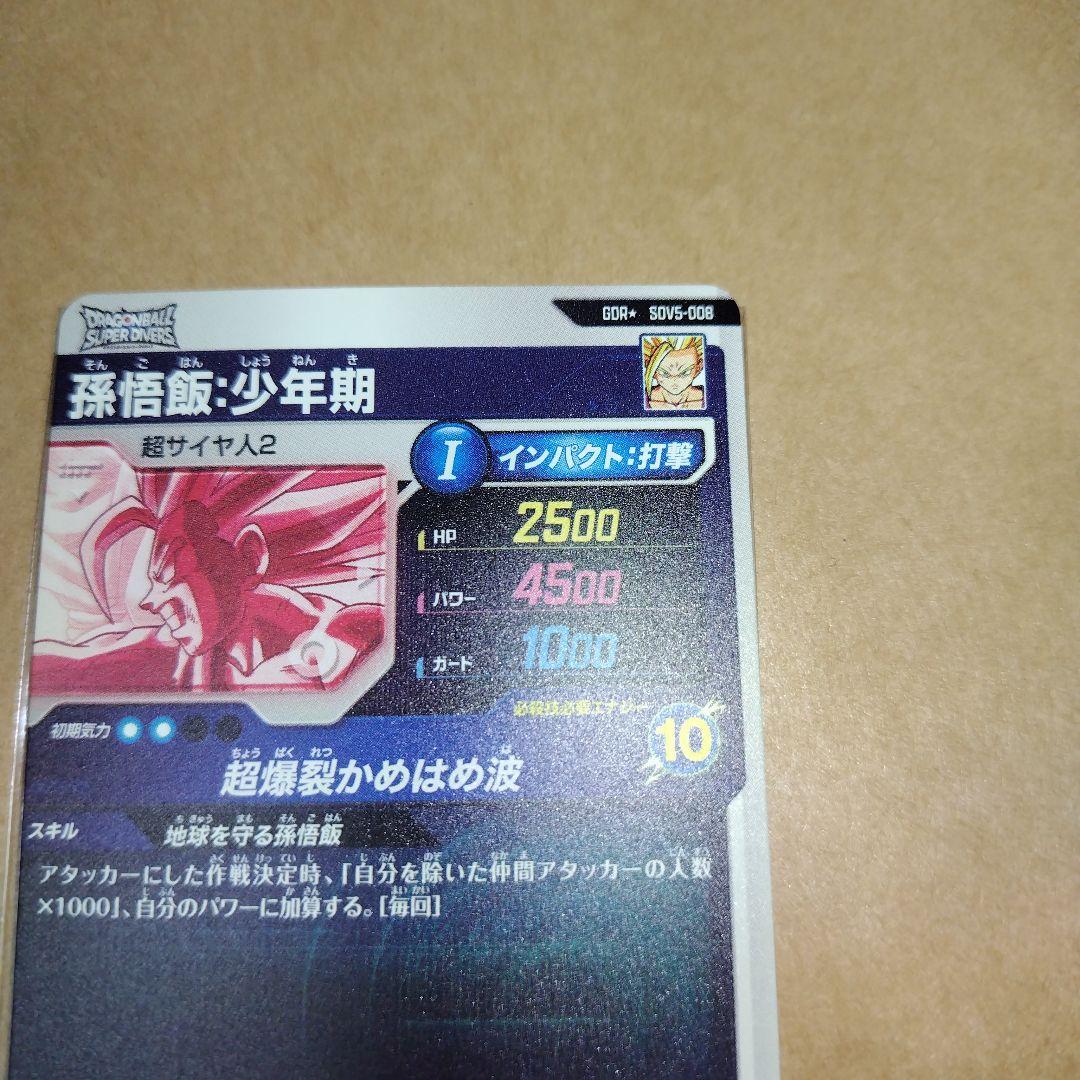 DRAGONBALL
SUPER DIVERS
GDR★ SDV5-008
そん ご はん しょう ねん き
孫悟飯:少年期
超サイヤ人2
I インパクト:打撃
HP 2500
パワー 4500
ガード 1000
初期気力
必殺技必要エナジー
10
ちょう ばく れつ は
超爆裂かめはめ波
スキル
ち きゅう まも そん ご はん
地球を守る孫悟飯
さく せん けっ てい じ じ ぶん のぞ なか ま にん ずう
アタッカーにした作戦決定時、「自分を除いた仲間アタッカーの人数
じ ぶん か さん まい かい
×1000」、自分のパワーに加算する。[毎回]